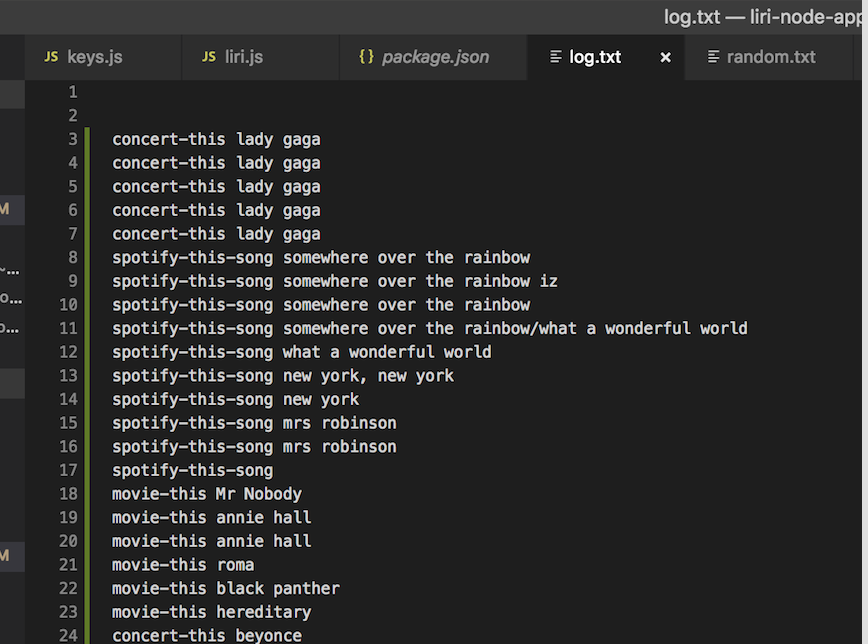 log.txt — liri-node-app
JS keys.js JS liri.js {} package.json log.txt × random.txt
1
2
3 concert-this lady gaga
4 concert-this lady gaga
5 concert-this lady gaga
6 concert-this lady gaga
7 concert-this lady gaga
8 spotify-this-song somewhere over the rainbow
9 spotify-this-song somewhere over the rainbow iz
10 spotify-this-song somewhere over the rainbow
11 spotify-this-song somewhere over the rainbow/what a wonderful world
12 spotify-this-song what a wonderful world
13 spotify-this-song new york, new york
14 spotify-this-song new york
15 spotify-this-song mrs robinson
16 spotify-this-song mrs robinson
17 spotify-this-song
18 movie-this Mr Nobody
19 movie-this annie hall
20 movie-this annie hall
21 movie-this roma
22 movie-this black panther
23 movie-this hereditary
24 concert-this beyonce